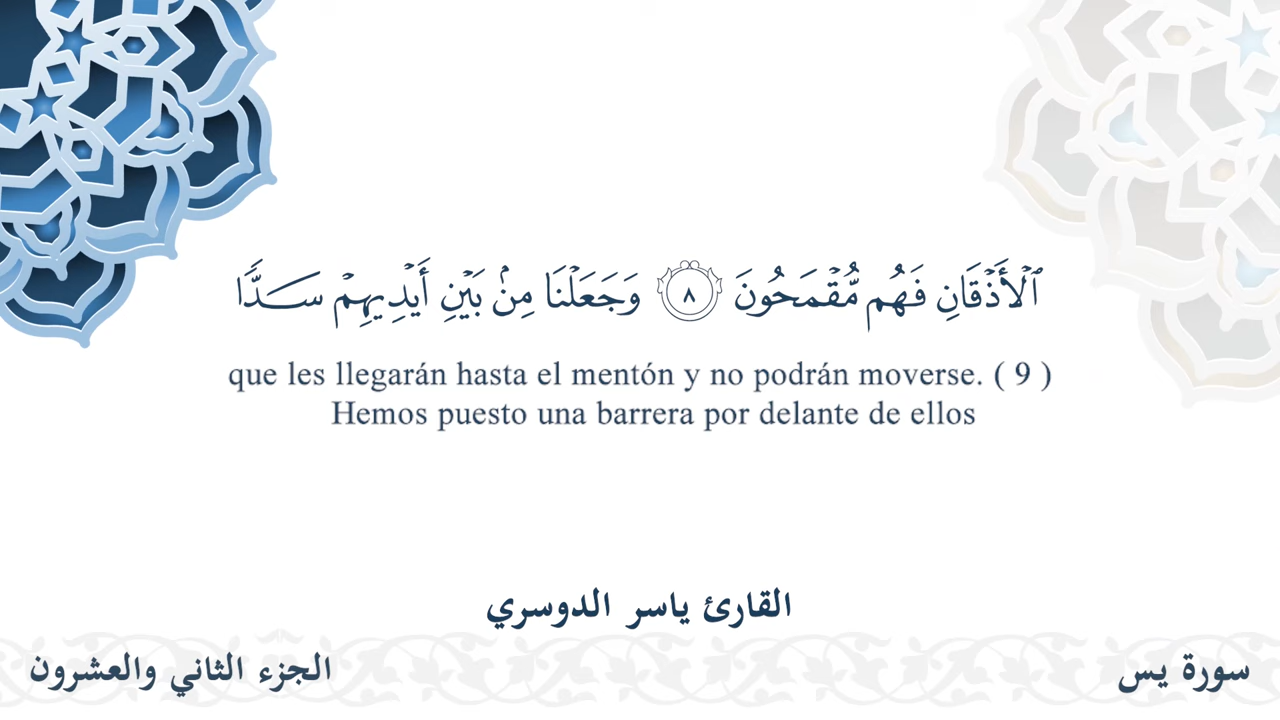 ٱلۡأَذۡقَانِ فَهُم مُّقۡمَحُونَ ٨ وَجَعَلۡنَا مِنۢ بَيۡنِ أَيۡدِيهِمۡ سَدّٗا
que les llegarán hasta el mentón y no podrán moverse. ( 9 )
Hemos puesto una barrera por delante de ellos
القارئ ياسر الدوسري
سورة يس
الجزء الثاني والعشرون